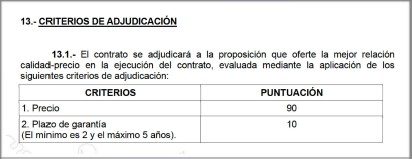 13.- CRITERIOS DE ADJUDICACIÓN
13.1.- El contrato se adjudicará a la proposición que oferte la mejor relación
calidad-precio en la ejecución del contrato, evaluada mediante la aplicación de los
siguientes criterios de adjudicación:
CRITERIOS PUNTUACIÓN
1. Precio 90
2. Plazo de garantía 10
(El mínimo es 2 y el máximo 5 años).